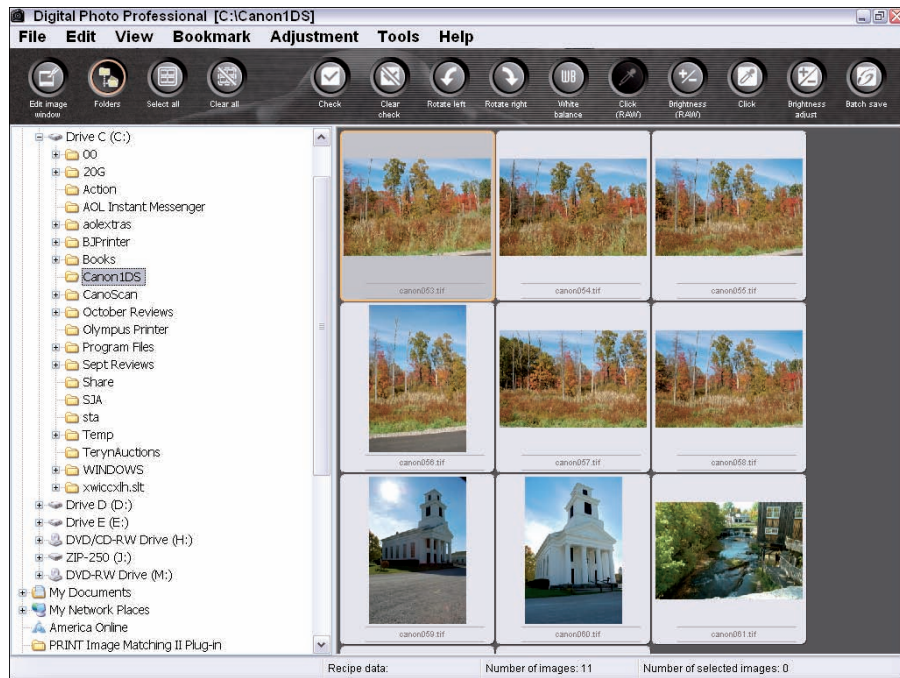 Digital Photo Professional [C:\Canon1DS]
File Edit View Bookmark Adjustment Tools Help
Edit image window
Folders
Select all
Clear all
Check
Clear check
Rotate left
Rotate right
WB
White balance
Click (RAW)
Brightness (RAW)
Click
Brightness adjust
Batch save
Drive C (C:)
00
20G
Action
AOL Instant Messenger
aolextras
BJPrinter
Books
Canon1DS
CanoScan
October Reviews
Olympus Printer
Program Files
Sept Reviews
Share
SJA
sta
Temp
TerynAuctions
WINDOWS
xwiccxlh.slt
Drive D (D:)
Drive E (E:)
DVD/CD-RW Drive (H:)
ZIP-250 (J:)
DVD-RW Drive (M:)
My Documents
My Network Places
America Online
PRINT Image Matching II Plug-in
canon053.tif
canon054.tif
canon055.tif
canon056.tif
canon057.tif
canon058.tif
canon059.tif
canon060.tif
canon061.tif
Recipe data:
Number of images: 11
Number of selected images: 0